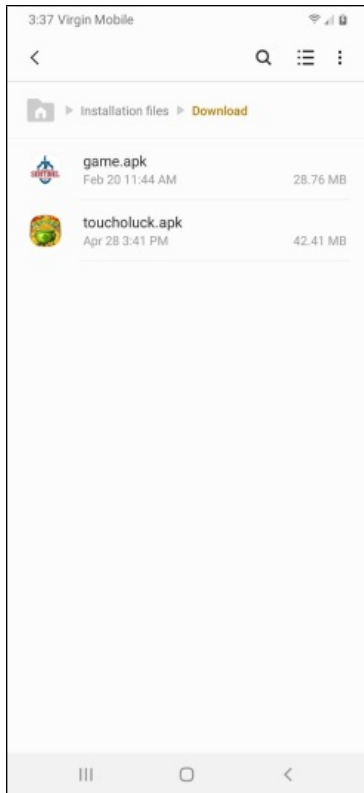 3:37 Virgin Mobile
Installation files Download
game.apk
Feb 20 11:44 AM 28.76 MB
toucholuck.apk
Apr 28 3:41 PM 42.41 MB
SENTINEL